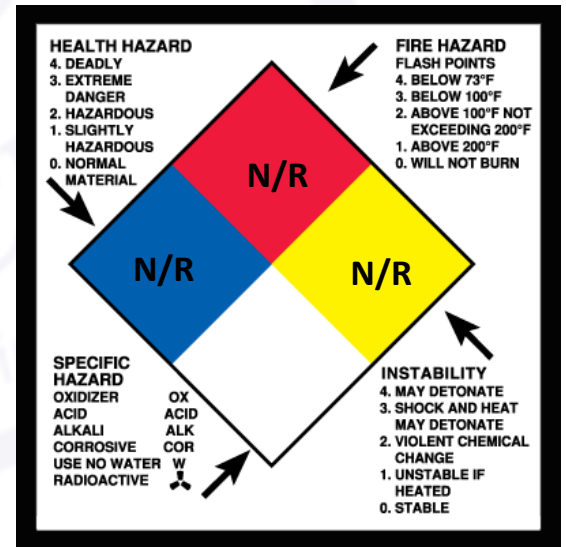 HEALTH HAZARD
4. DEADLY
3. EXTREME
DANGER
2. HAZARDOUS
1. SLIGHTLY
HAZARDOUS
0. NORMAL
MATERIAL
FIRE HAZARD
FLASH POINTS
4. BELOW 73°F
3. BELOW 100°F
2. ABOVE 100°F NOT
EXCEEDING 200°F
1. ABOVE 200°F
0. WILL NOT BURN
N/R
N/R
N/R
SPECIFIC
HAZARD
OXIDIZER OX
ACID ACID
ALKALI ALK
CORROSIVE COR
USE NO WATER W
RADIOACTIVE
INSTABILITY
4. MAY DETONATE
3. SHOCK AND HEAT
MAY DETONATE
2. VIOLENT CHEMICAL
CHANGE
1. UNSTABLE IF
HEATED
0. STABLE